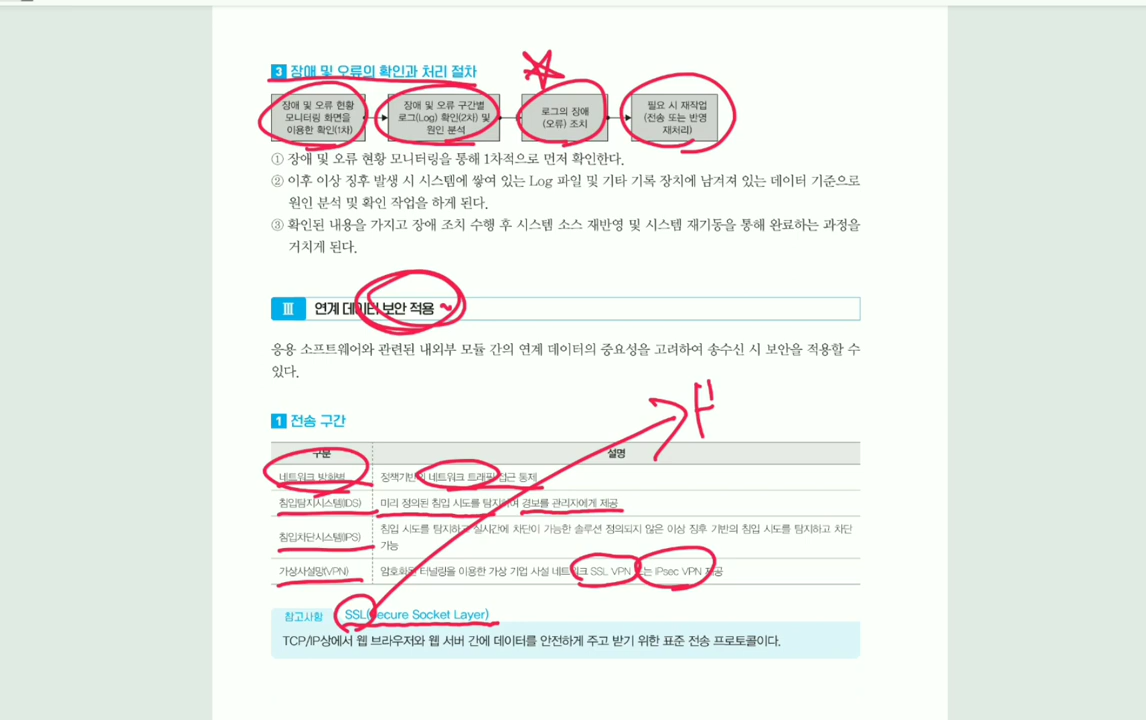 3 장애 및 오류의 확인과 처리 절차
장애 및 오류 현황
모니터링 화면을
이용한 확인(1차)
장애 및 오류 구간별
로그(Log) 확인(2차) 및
원인 분석
로그의 장애
(오류) 조치
필요 시 재작업
(전송 또는 반영
재처리)
① 장애 및 오류 현황 모니터링을 통해 1차적으로 먼저 확인한다.
② 이후 이상 징후 발생 시 시스템에 쌓여 있는 Log 파일 및 기타 기록 장치에 남겨져 있는 데이터 기준으로
원인 분석 및 확인 작업을 하게 된다.
③ 확인된 내용을 가지고 장애 조치 수행 후 시스템 소스 재반영 및 시스템 재기동을 통해 완료하는 과정을
거치게 된다.
Ⅲ 연계 데이터 보안 적용
응용 소프트웨어와 관련된 내외부 모듈 간의 연계 데이터의 중요성을 고려하여 송수신 시 보안을 적용할 수
있다.
1 전송 구간
구분 설명
네트워크 방화벽 정책기반의 네트워크 트래픽 접근 통제
침입탐지시스템(IDS) 미리 정의된 침입 시도를 탐지하여 경보를 관리자에게 제공
침입차단시스템(IPS) 침입 시도를 탐지하고 실시간에 차단이 가능한 솔루션 정의되지 않은 이상 징후 기반의 침입 시도를 탐지하고 차단
가능
가상사설망(VPN) 암호화된 터널링을 이용한 가상 기업 사설 네트워크 SSL VPN 또는 IPsec VPN 제공
참고사항 SSL(Secure Socket Layer)
TCP/IP상에서 웹 브라우저와 웹 서버 간에 데이터를 안전하게 주고 받기 위한 표준 전송 프로토콜이다.